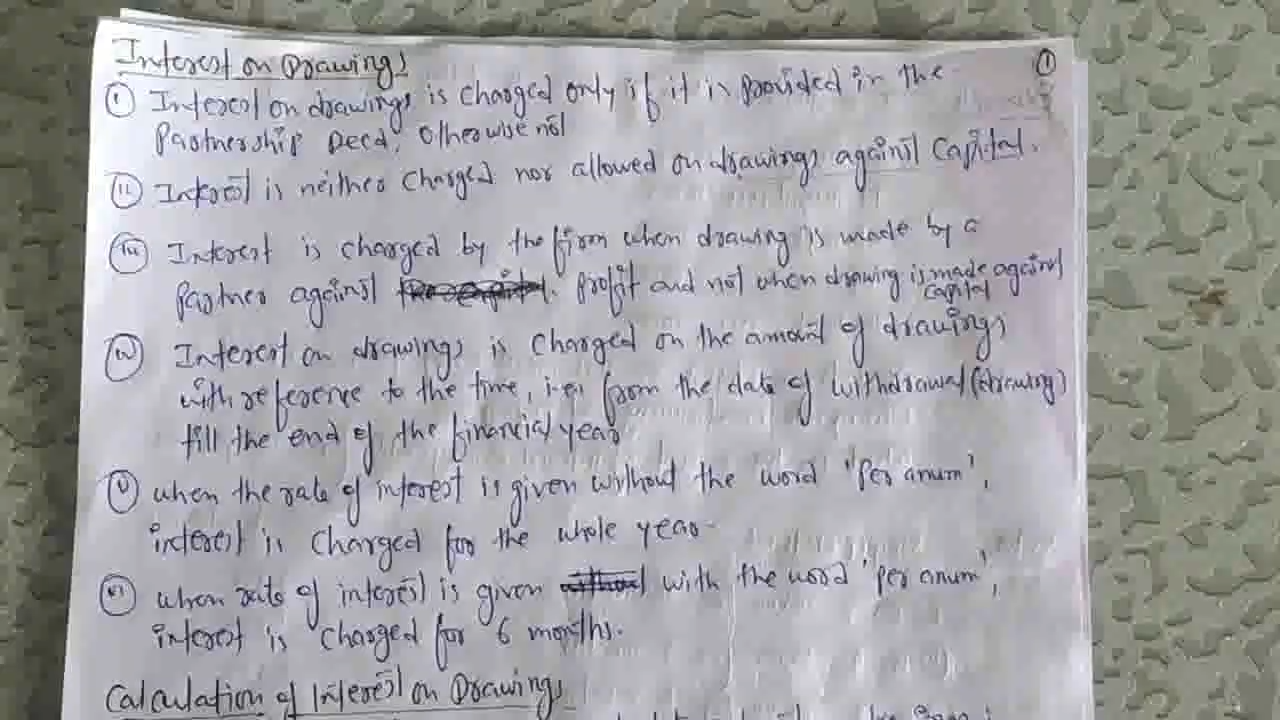 Interest on Drawings
①
① Interest on drawings is charged only if it is provided in the
Partnership Deed, otherwise not
ⅱ Interest is neither charged nor allowed on drawings against Capital.
ⅲ Interest is charged by the firm when drawing is made by a
partner against profit and not when drawing is made against
capital
ⅳ Interest on drawings is charged on the amount of drawings
with reference to the time, i.e. from the date of withdrawal (drawing)
till the end of the financial year
ⅴ when the rate of interest is given without the word 'Per anum',
interest is charged for the whole year
ⅵ when rate of interest is given with the word 'per anum',
interest is charged for 6 months.
Calculation of Interest on Drawings